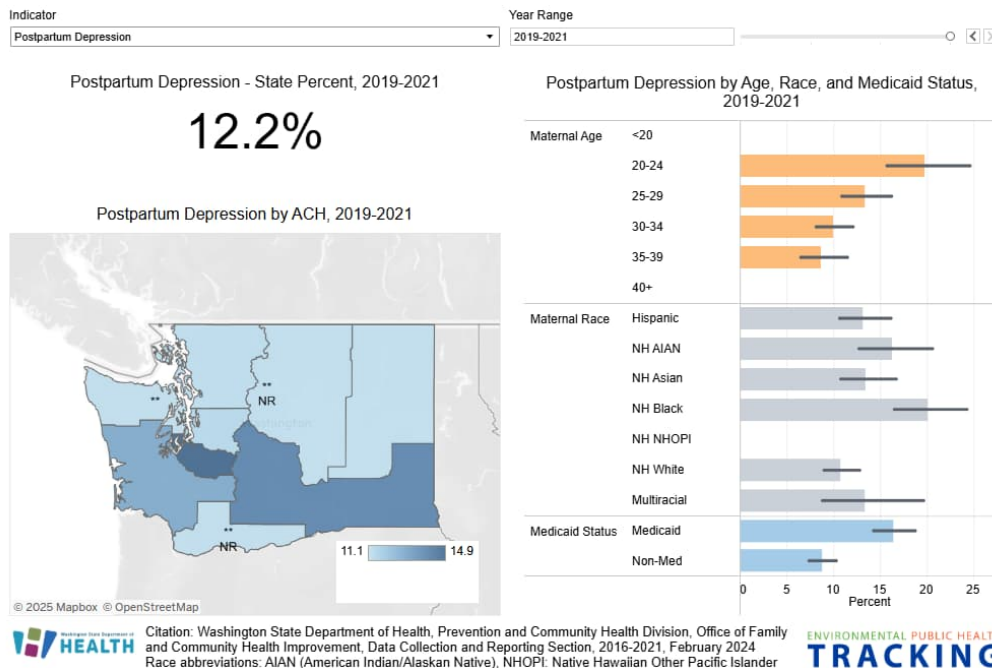 Indicator
Postpartum Depression
Year Range
2019-2021
Postpartum Depression - State Percent, 2019-2021
12.2%
Postpartum Depression by ACH, 2019-2021
**
**
NR
**
NR
11.1
14.9
© 2025 Mapbox © OpenStreetMap
Postpartum Depression by Age, Race, and Medicaid Status,
2019-2021
Maternal Age
<20
20-24
25-29
30-34
35-39
40+
Maternal Race
Hispanic
NH AIAN
NH Asian
NH Black
NH NHOPI
NH White
Multiracial
Medicaid Status
Medicaid
Non-Med
0 5 10 15 20 25
Percent
Washington State Department of
HEALTH
Citation: Washington State Department of Health, Prevention and Community Health Division, Office of Family
and Community Health Improvement, Data Collection and Reporting Section, 2016-2021, February 2024
Race abbreviations: AIAN (American Indian/Alaskan Native), NHOPI: Native Hawaiian Other Pacific Islander
ENVIRONMENTAL PUBLIC HEALT
TRACKING